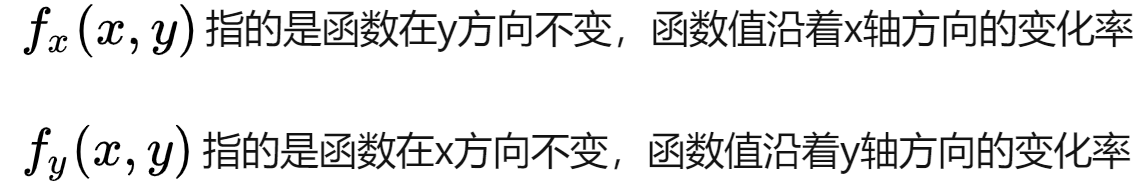 f_x(x, y) 指的是函数在y方向不变，函数值沿着x轴方向的变化率
f_y(x, y) 指的是函数在x方向不变，函数值沿着y轴方向的变化率